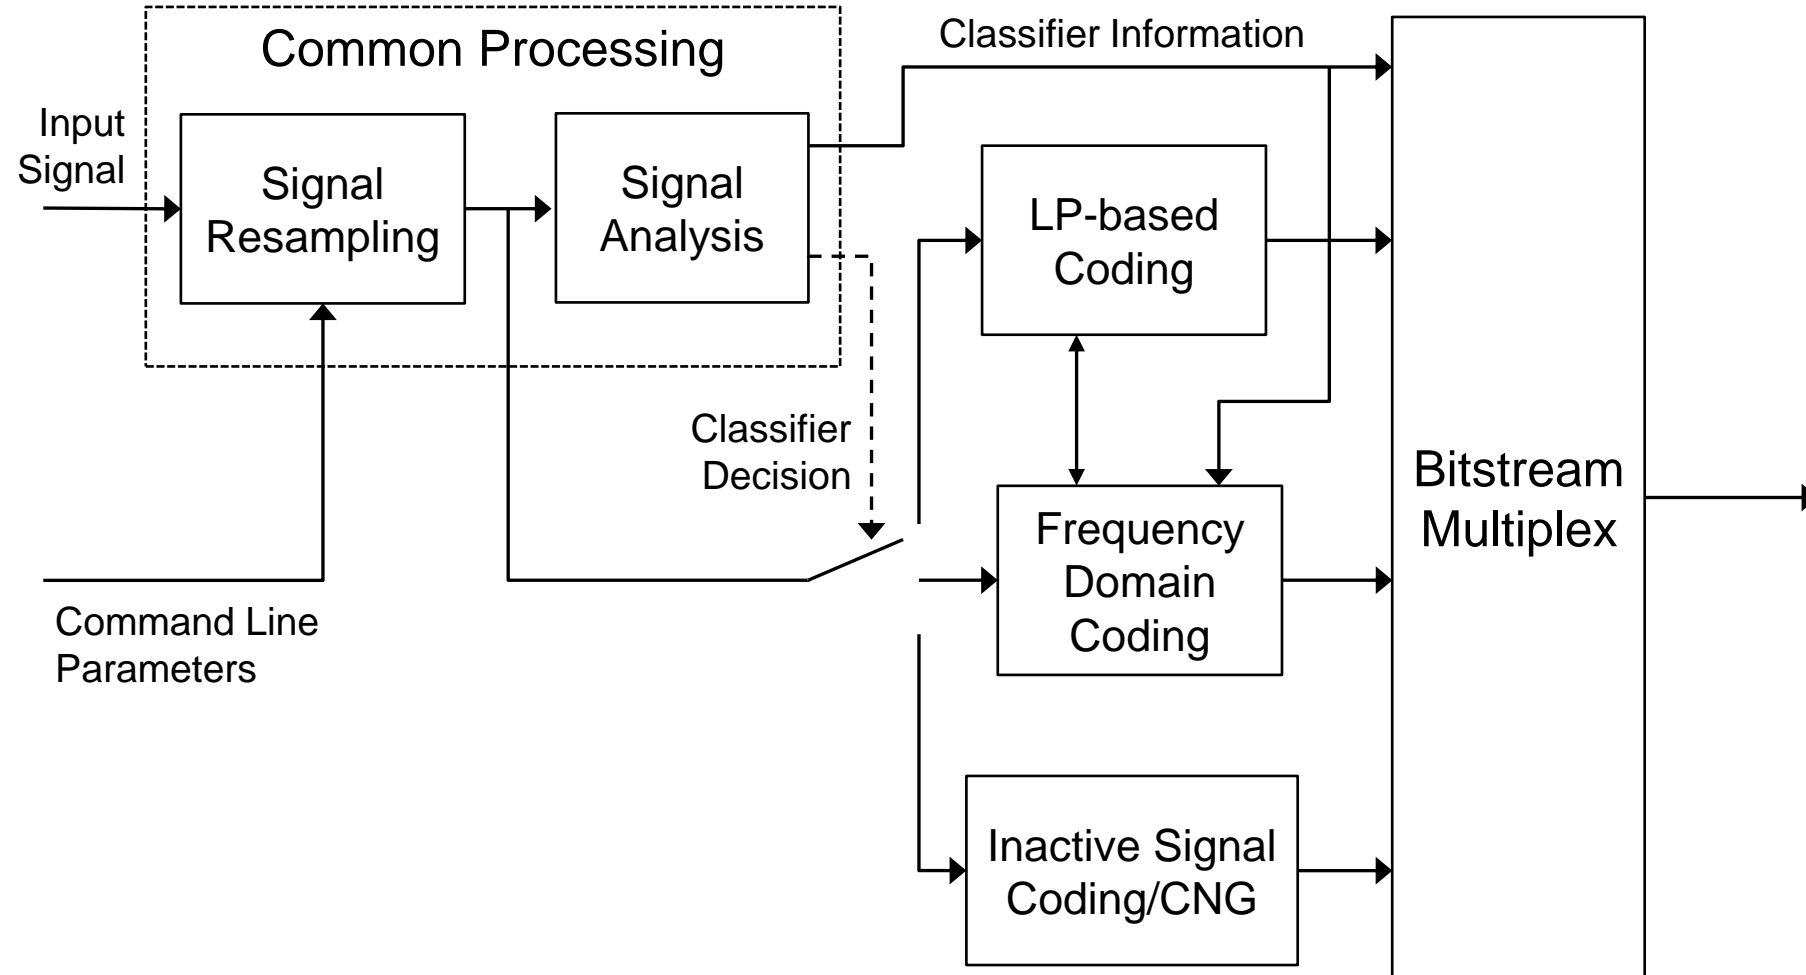 Common Processing
Classifier Information
Input
Signal
Signal
Resampling
Signal
Analysis
LP-based
Coding
Classifier
Decision
Bitstream
Multiplex
Frequency
Domain
Coding
Command Line
Parameters
Inactive Signal
Coding/CNG